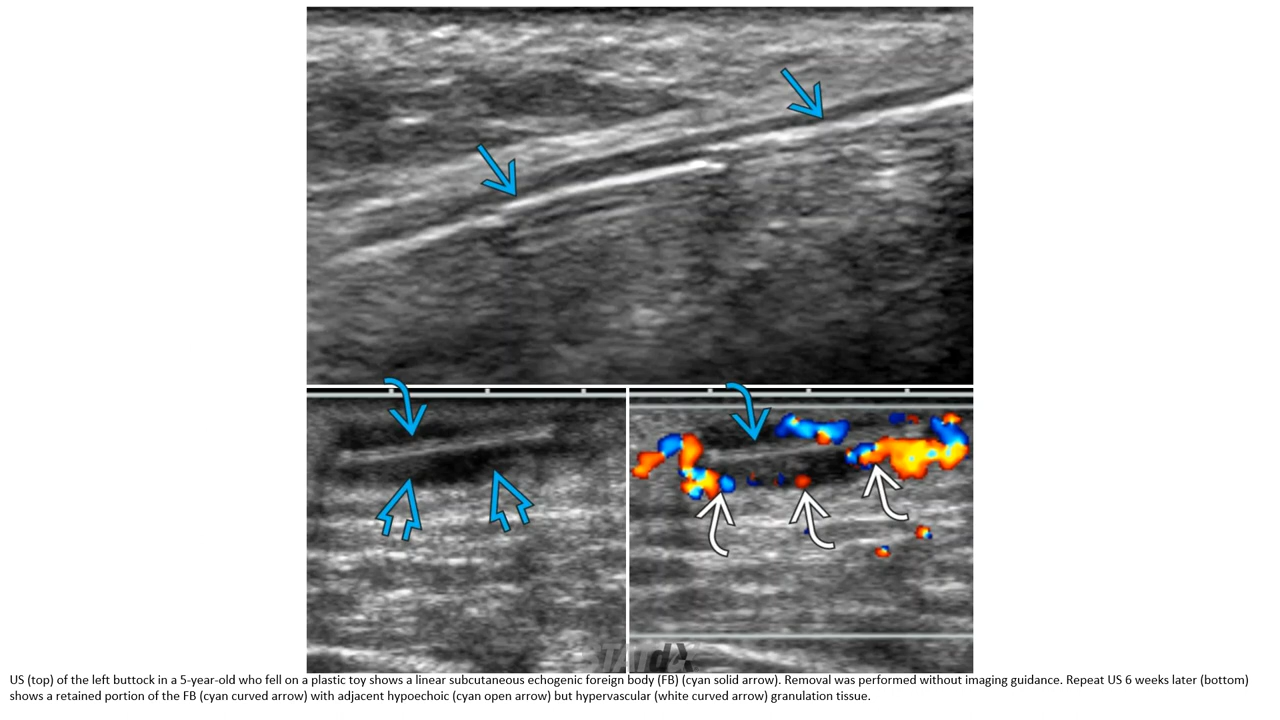 US (top) of the left buttock in a 5-year-old who fell on a plastic toy shows a linear subcutaneous echogenic foreign body (FB) (cyan solid arrow). Removal was performed without imaging guidance. Repeat US 6 weeks later (bottom)
shows a retained portion of the FB (cyan curved arrow) with adjacent hypoechoic (cyan open arrow) but hypervascular (white curved arrow) granulation tissue.